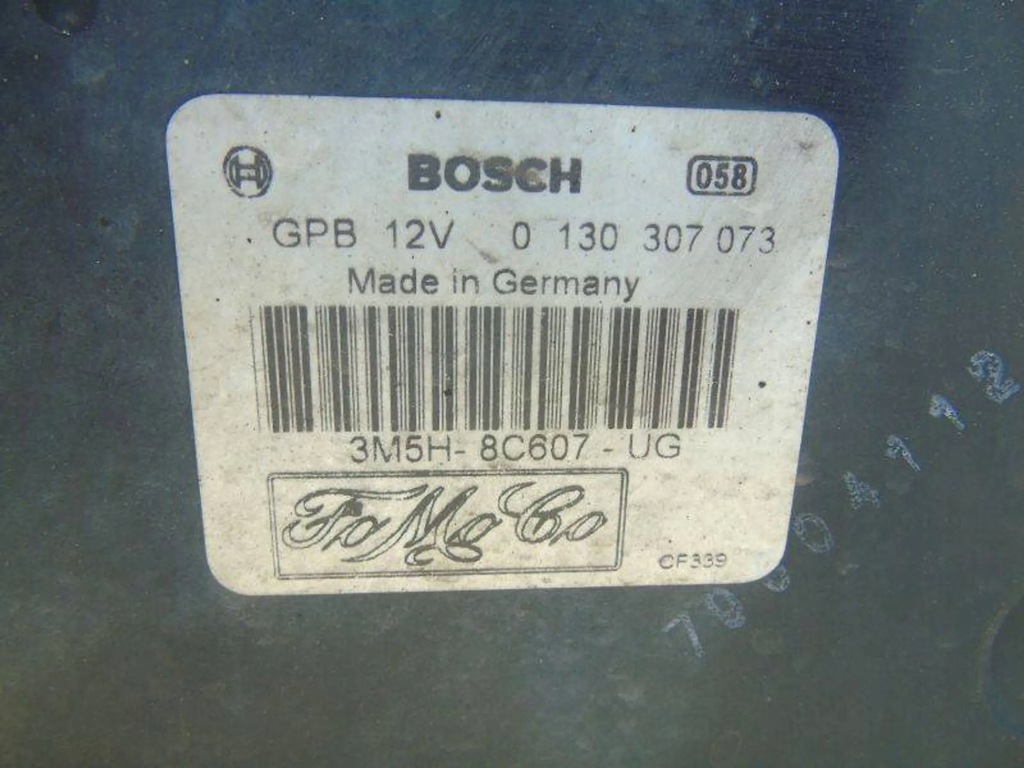 BOSCH 058
GPB 12V 0 130 307 073
Made in Germany
3M5H-8C607-UG
FoMoCo
CF339